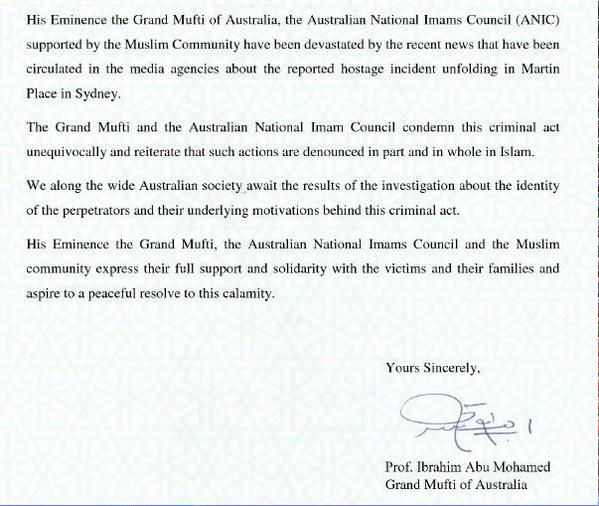 His Eminence the Grand Mufti of Australia, the Australian National Imams Council (ANIC)
supported by the Muslim Community have been devastated by the recent news that have been
circulated in the media agencies about the reported hostage incident unfolding in Martin
Place in Sydney.
The Grand Mufti and the Australian National Imam Council condemn this criminal act
unequivocally and reiterate that such actions are denounced in part and in whole in Islam.
We along the wide Australian society await the results of the investigation about the identity
of the perpetrators and their underlying motivations behind this criminal act.
His Eminence the Grand Mufti, the Australian National Imams Council and the Muslim
community express their full support and solidarity with the victims and their families and
aspire to a peaceful resolve to this calamity.
Yours Sincerely,
Prof. Ibrahim Abu Mohamed
Grand Mufti of Australia